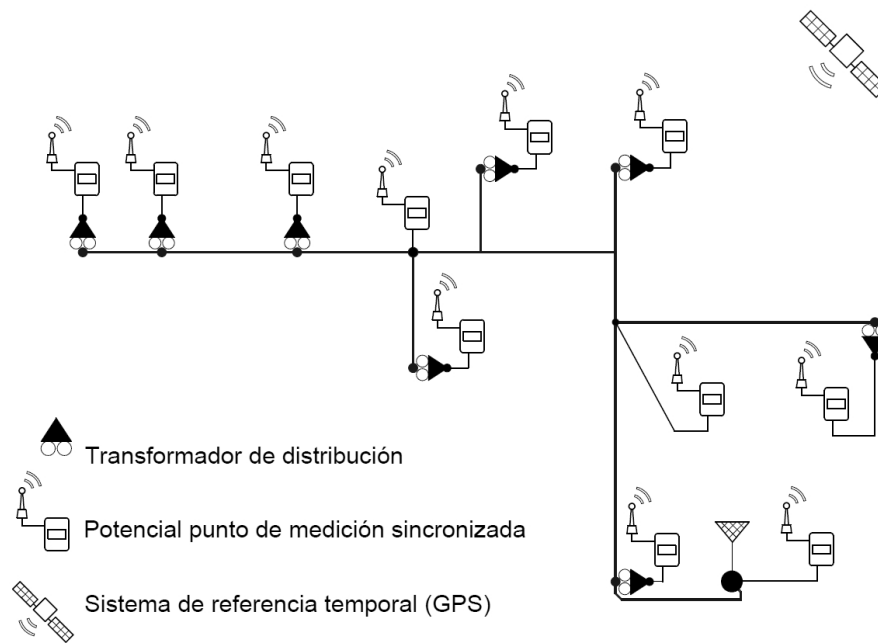 Transformador de distribución
Potencial punto de medición sincronizada
Sistema de referencia temporal (GPS)